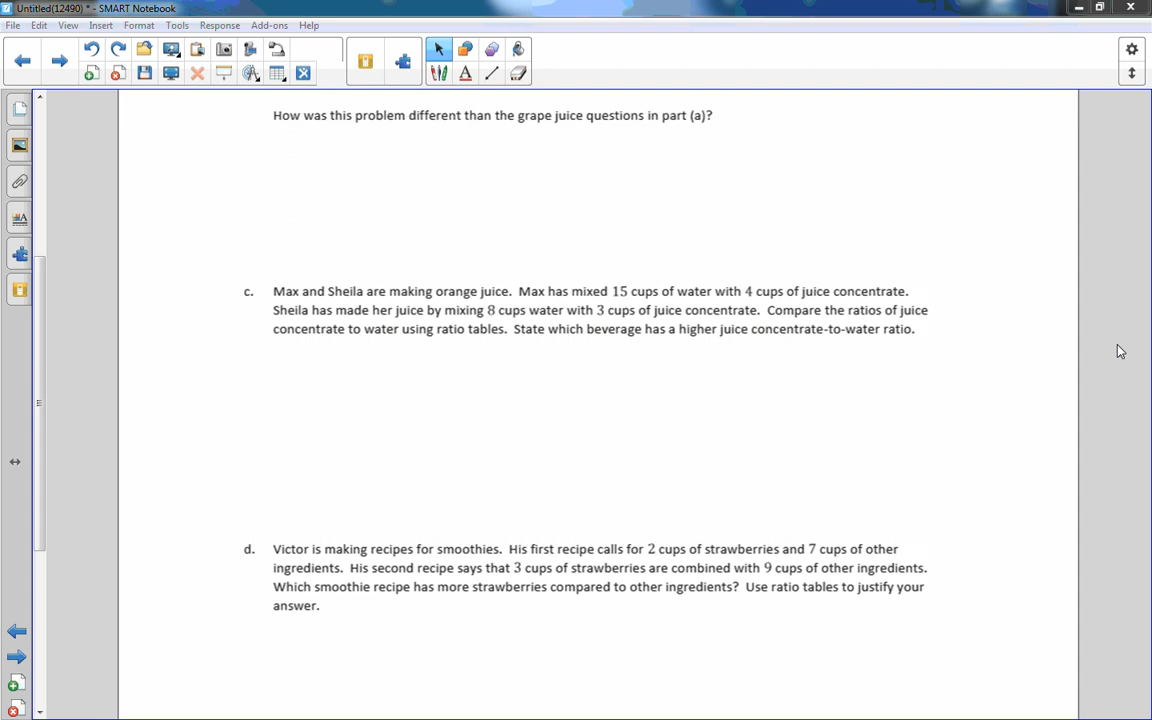 Untitled(12490) * - SMART Notebook
File Edit View Insert Format Tools Response Add-ons Help
How was this problem different than the grape juice questions in part (a)?
c. Max and Sheila are making orange juice. Max has mixed 15 cups of water with 4 cups of juice concentrate.
Sheila has made her juice by mixing 8 cups water with 3 cups of juice concentrate. Compare the ratios of juice
concentrate to water using ratio tables. State which beverage has a higher juice concentrate-to-water ratio.
d. Victor is making recipes for smoothies. His first recipe calls for 2 cups of strawberries and 7 cups of other
ingredients. His second recipe says that 3 cups of strawberries are combined with 9 cups of other ingredients.
Which smoothie recipe has more strawberries compared to other ingredients? Use ratio tables to justify your
answer.